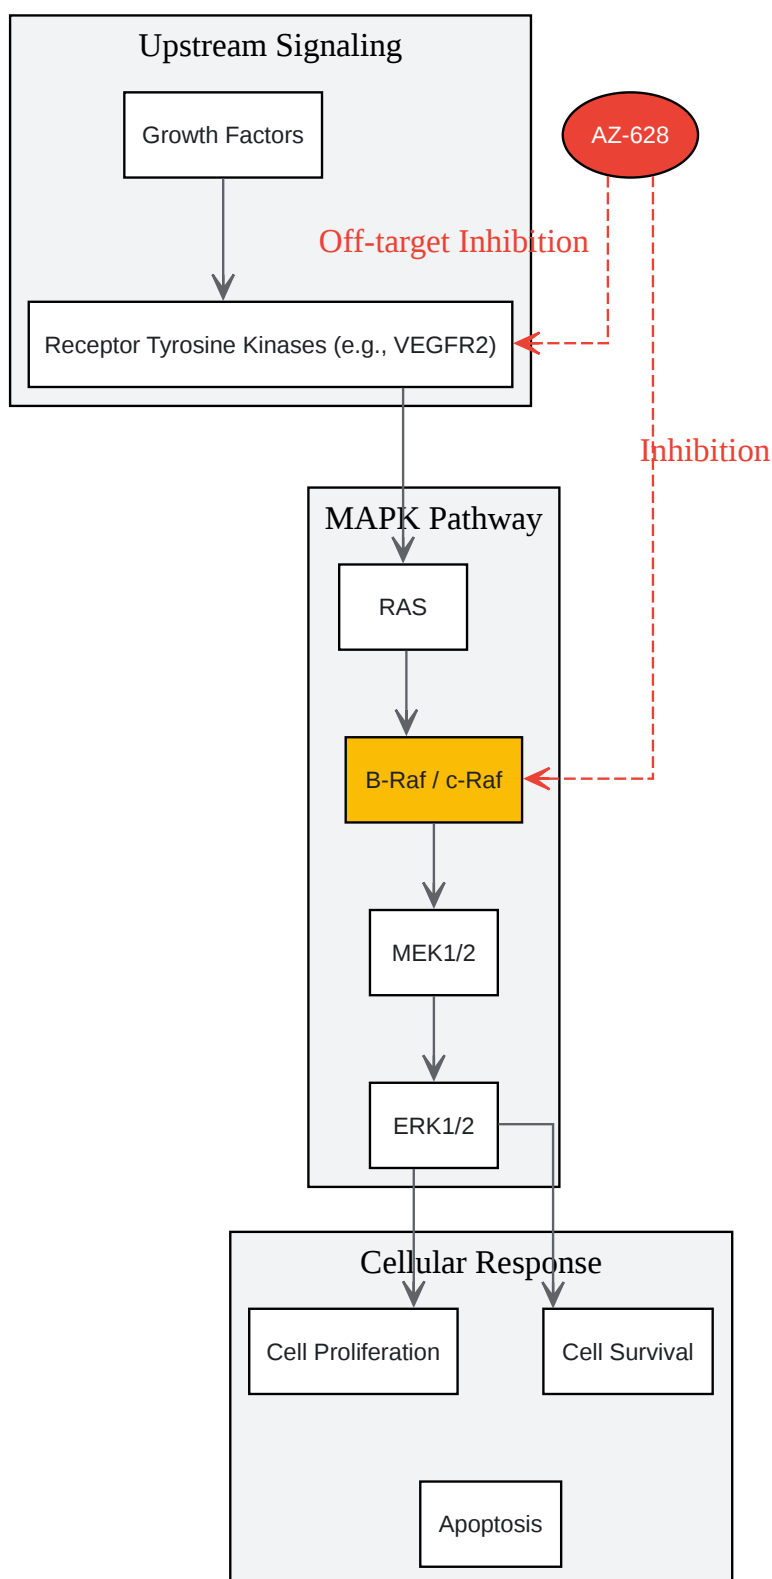 Upstream Signaling
Growth Factors
AZ-628
Off-target Inhibition
Receptor Tyrosine Kinases (e.g., VEGFR2)
Inhibition
MAPK Pathway
RAS
B-Raf / c-Raf
MEK1/2
ERK1/2
Cellular Response
Cell Proliferation
Cell Survival
Apoptosis